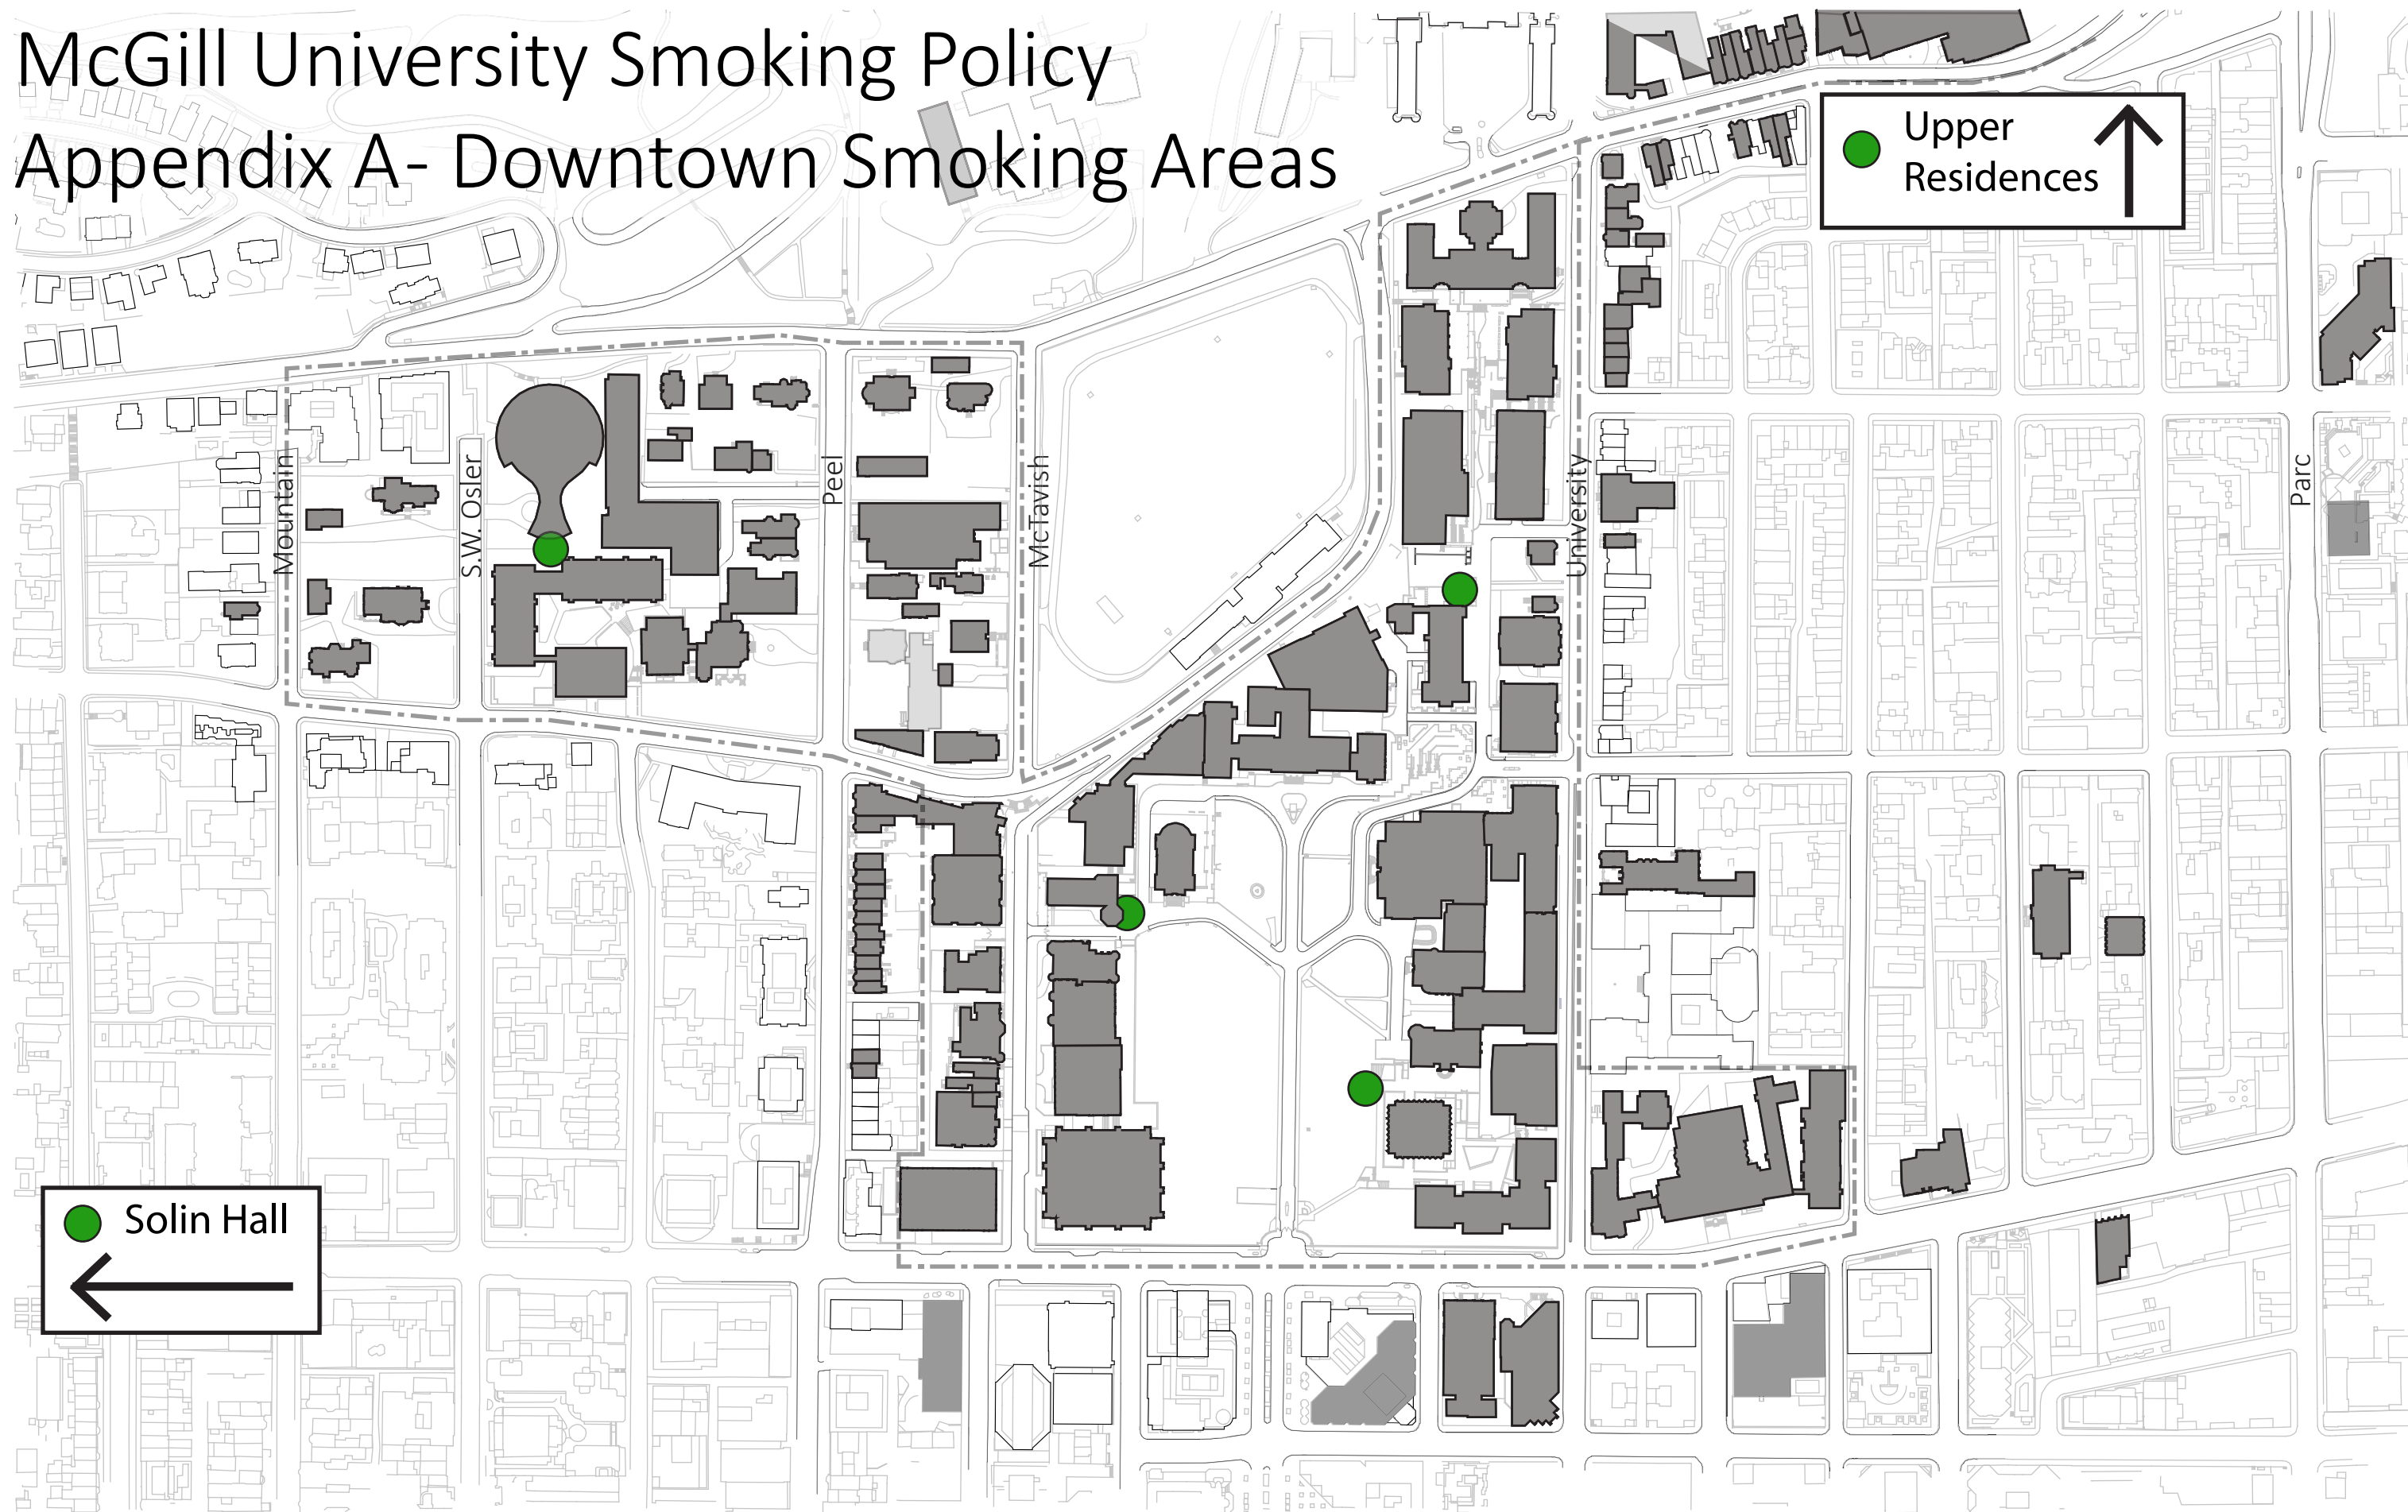 McGill University Smoking Policy
Appendix A- Downtown Smoking Areas
Upper
Residences
Mountain
S.W. Osler
Peel
McTavish
University
Parc
Solin Hall